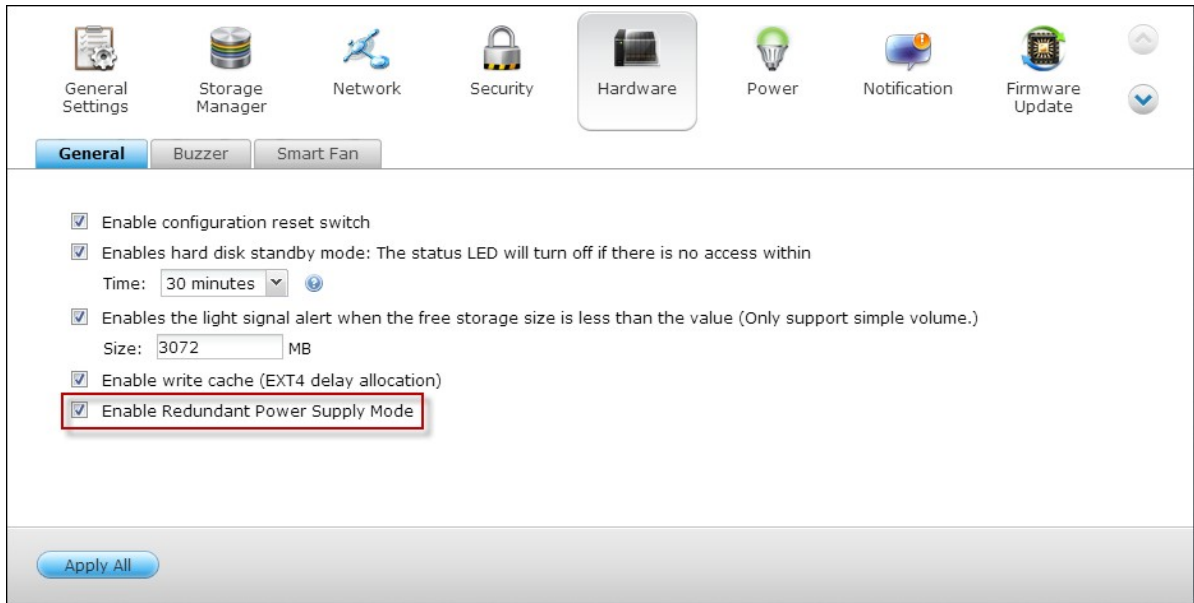 General Settings
Storage Manager
Network
Security
Hardware
Power
Notification
Firmware Update
General
Buzzer
Smart Fan
Enable configuration reset switch
Enables hard disk standby mode: The status LED will turn off if there is no access within
Time: 30 minutes
Enables the light signal alert when the free storage size is less than the value (Only support simple volume.)
Size: 3072 MB
Enable write cache (EXT4 delay allocation)
Enable Redundant Power Supply Mode
Apply All